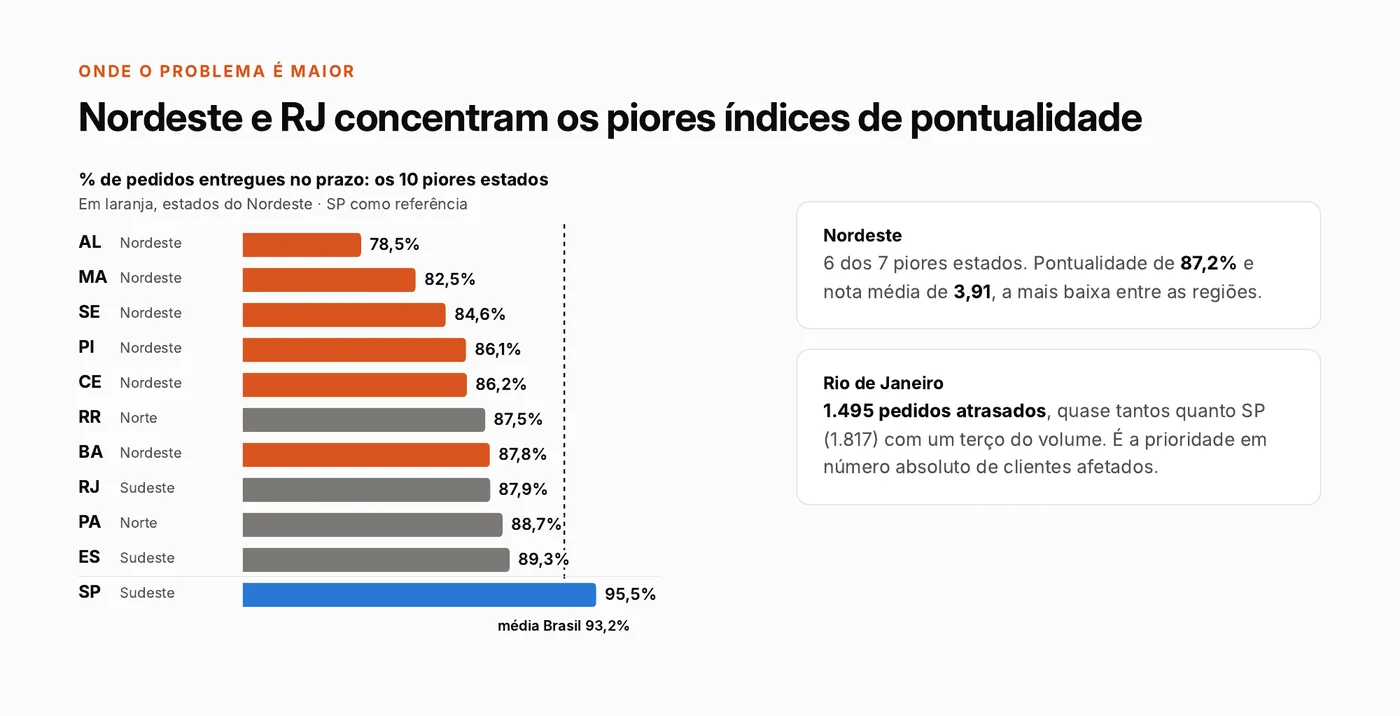 ONDE O PROBLEMA É MAIOR
Nordeste e RJ concentram os piores índices de pontualidade
% de pedidos entregues no prazo: os 10 piores estados
Em laranja, estados do Nordeste · SP como referência
AL Nordeste 78,5%
MA Nordeste 82,5%
SE Nordeste 84,6%
PI Nordeste 86,1%
CE Nordeste 86,2%
RR Norte 87,5%
BA Nordeste 87,8%
RJ Sudeste 87,9%
PA Norte 88,7%
ES Sudeste 89,3%
SP Sudeste 95,5%
média Brasil 93,2%
Nordeste
6 dos 7 piores estados. Pontualidade de 87,2% e
nota média de 3,91, a mais baixa entre as regiões.
Rio de Janeiro
1.495 pedidos atrasados, quase tantos quanto SP
(1.817) com um terço do volume. É a prioridade em
número absoluto de clientes afetados.